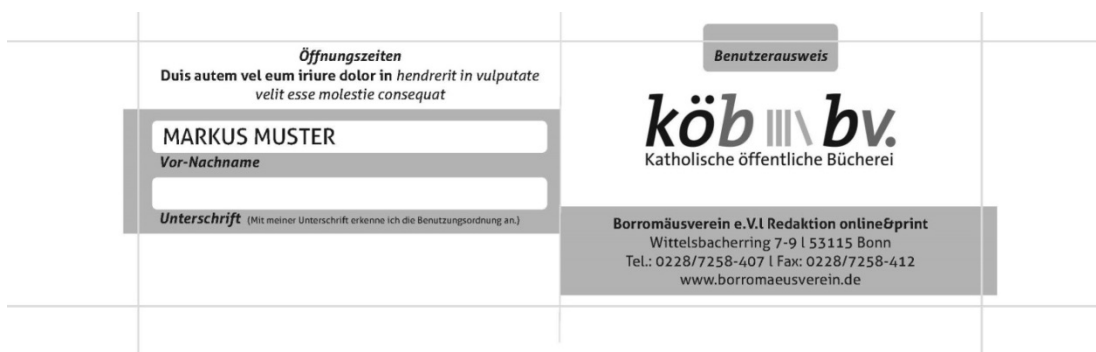 Öffnungszeiten
Duis autem vel eum iriure dolor in hendrerit in vulputate
velit esse molestie consequat
MARKUS MUSTER
Vor-Nachname
Unterschrift (Mit meiner Unterschrift erkenne ich die Benutzungsordnung an.)
Benutzerausweis
köb bv.
Katholische öffentliche Bücherei
Borromäusverein e.V.l Redaktion online&print
Wittelsbacherring 7-9 l 53115 Bonn
Tel.: 0228/7258-407 l Fax: 0228/7258-412
www.borromaeusverein.de